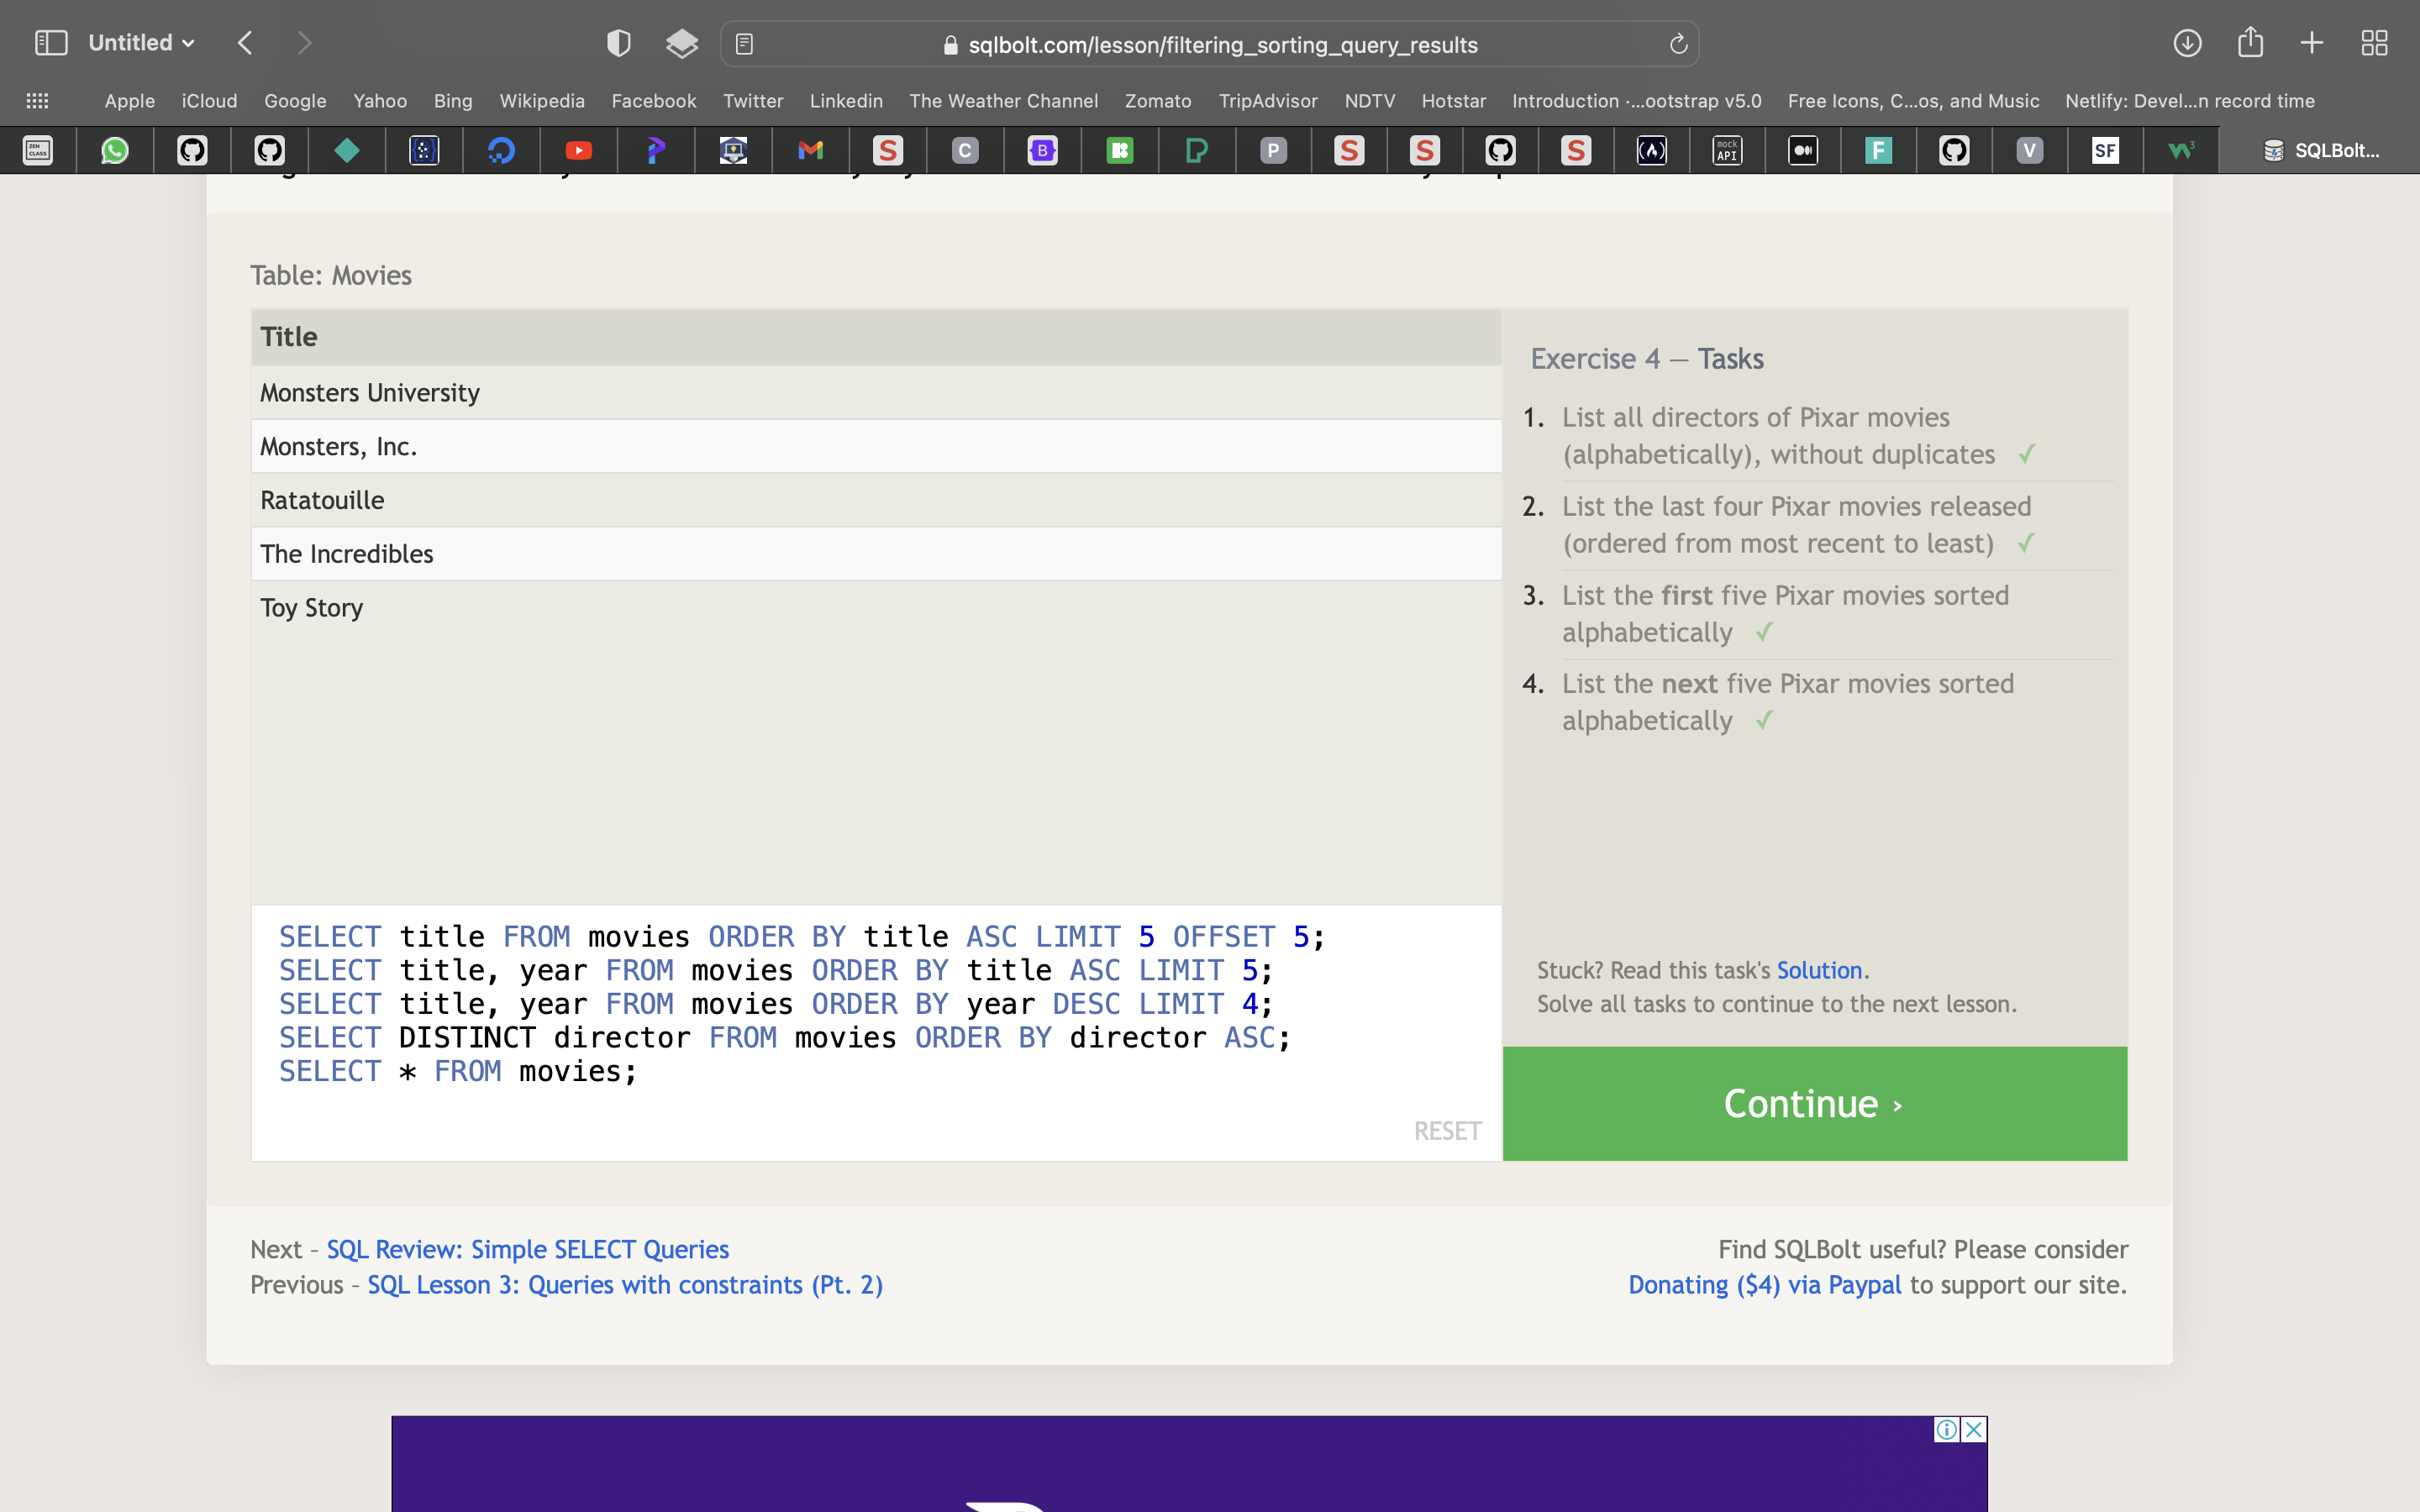 Untitled
sqlbolt.com/lesson/filtering_sorting_query_results
Apple iCloud Google Yahoo Bing Wikipedia Facebook Twitter Linkedin The Weather Channel Zomato TripAdvisor NDTV Hotstar Introduction ·...ootstrap v5.0 Free Icons, C...os, and Music Netlify: Devel...n record time
ZEN CLASS S C B P S S S mock API F V SF SQLBolt...
Table: Movies
Title
Monsters University
Monsters, Inc.
Ratatouille
The Incredibles
Toy Story
SELECT title FROM movies ORDER BY title ASC LIMIT 5 OFFSET 5;
SELECT title, year FROM movies ORDER BY title ASC LIMIT 5;
SELECT title, year FROM movies ORDER BY year DESC LIMIT 4;
SELECT DISTINCT director FROM movies ORDER BY director ASC;
SELECT * FROM movies;
RESET
Exercise 4 — Tasks
1. List all directors of Pixar movies
(alphabetically), without duplicates ✓
2. List the last four Pixar movies released
(ordered from most recent to least) ✓
3. List the first five Pixar movies sorted
alphabetically ✓
4. List the next five Pixar movies sorted
alphabetically ✓
Stuck? Read this task's Solution.
Solve all tasks to continue to the next lesson.
Continue ›
Next – SQL Review: Simple SELECT Queries
Previous – SQL Lesson 3: Queries with constraints (Pt. 2)
Find SQLBolt useful? Please consider
Donating ($4) via Paypal to support our site.